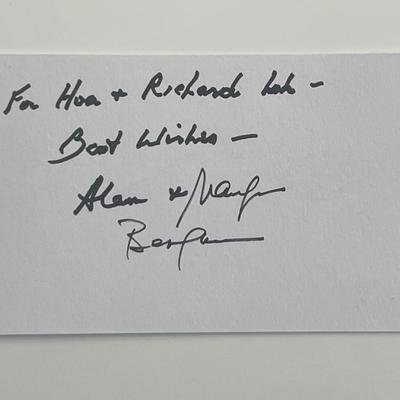 For Hoa + Richard Loh -
Best Wishes -
Alan + Marilyn
Bergman